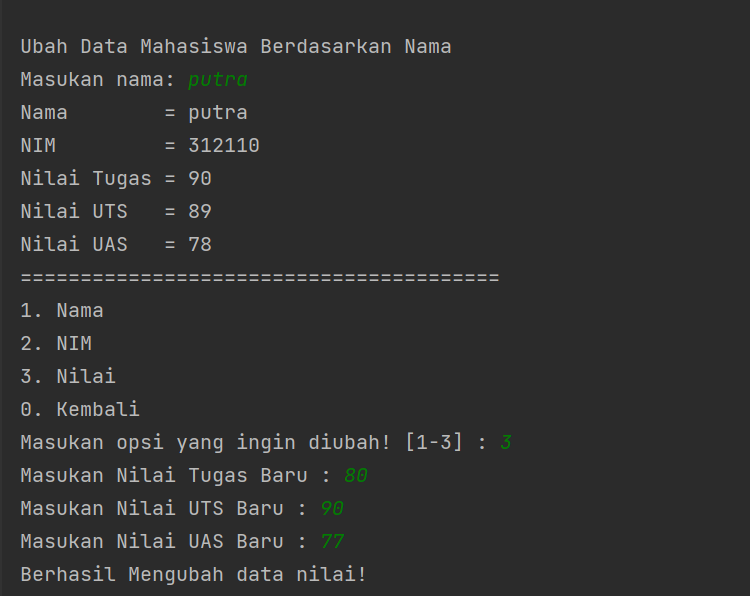 Ubah Data Mahasiswa Berdasarkan Nama
Masukan nama: putra
Nama        = putra
NIM         = 312110
Nilai Tugas = 90
Nilai UTS   = 89
Nilai UAS   = 78
========================================
1. Nama
2. NIM
3. Nilai
0. Kembali
Masukan opsi yang ingin diubah! [1-3] : 3
Masukan Nilai Tugas Baru : 80
Masukan Nilai UTS Baru : 90
Masukan Nilai UAS Baru : 77
Berhasil Mengubah data nilai!